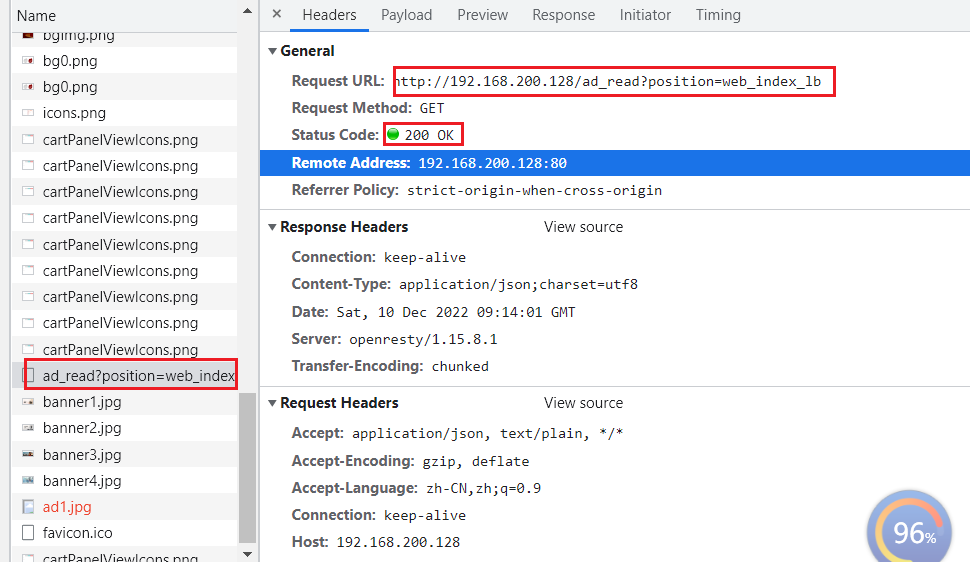 Name
bgimg.png
bg0.png
bg0.png
icons.png
cartPanelViewIcons.png
cartPanelViewIcons.png
cartPanelViewIcons.png
cartPanelViewIcons.png
cartPanelViewIcons.png
cartPanelViewIcons.png
cartPanelViewIcons.png
cartPanelViewIcons.png
cartPanelViewIcons.png
ad_read?position=web_index
banner1.jpg
banner2.jpg
banner3.jpg
banner4.jpg
ad1.jpg
favicon.ico
cartPanelViewIcons.png
× Headers Payload Preview Response Initiator Timing
General
Request URL: http://192.168.200.128/ad_read?position=web_index_lb
Request Method: GET
Status Code: 200 OK
Remote Address: 192.168.200.128:80
Referrer Policy: strict-origin-when-cross-origin
Response Headers View source
Connection: keep-alive
Content-Type: application/json;charset=utf8
Date: Sat, 10 Dec 2022 09:14:01 GMT
Server: openresty/1.15.8.1
Transfer-Encoding: chunked
Request Headers View source
Accept: application/json, text/plain, */*
Accept-Encoding: gzip, deflate
Accept-Language: zh-CN,zh;q=0.9
Connection: keep-alive
Host: 192.168.200.128
96%